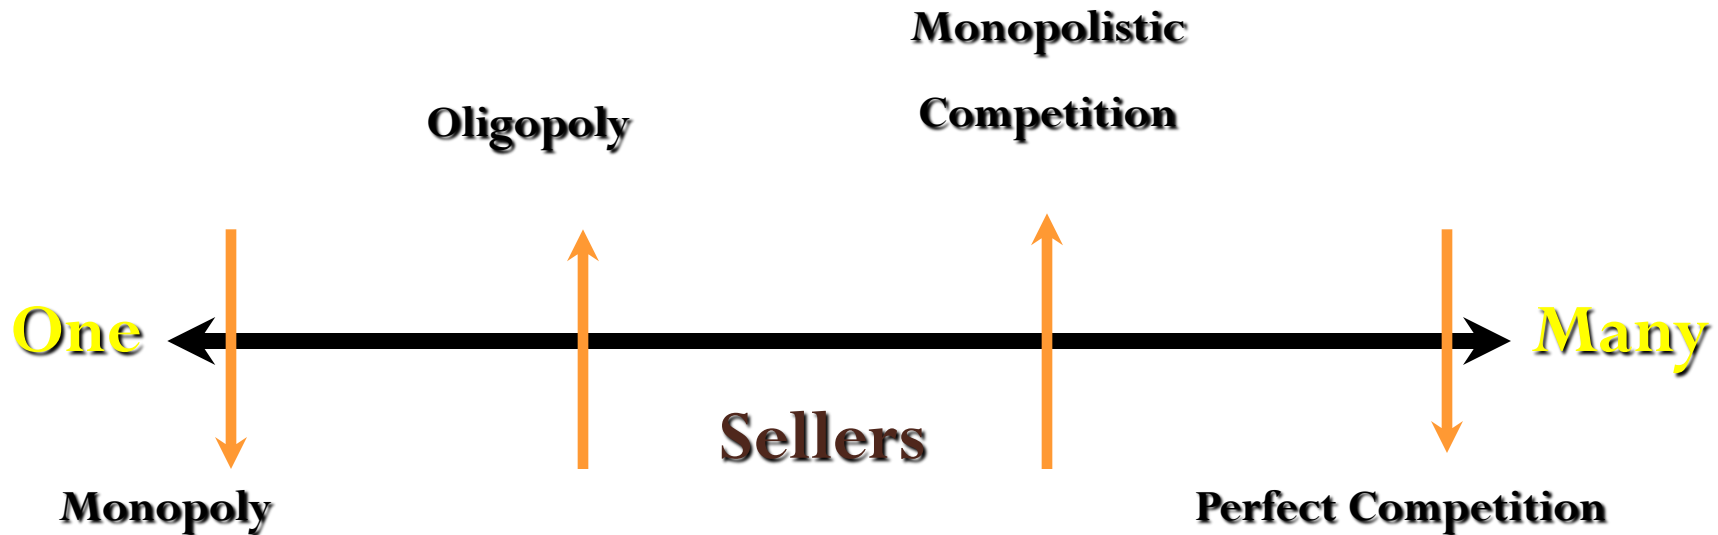 Monopolistic
Competition
Oligopoly
One
Many
Sellers
Monopoly
Perfect Competition